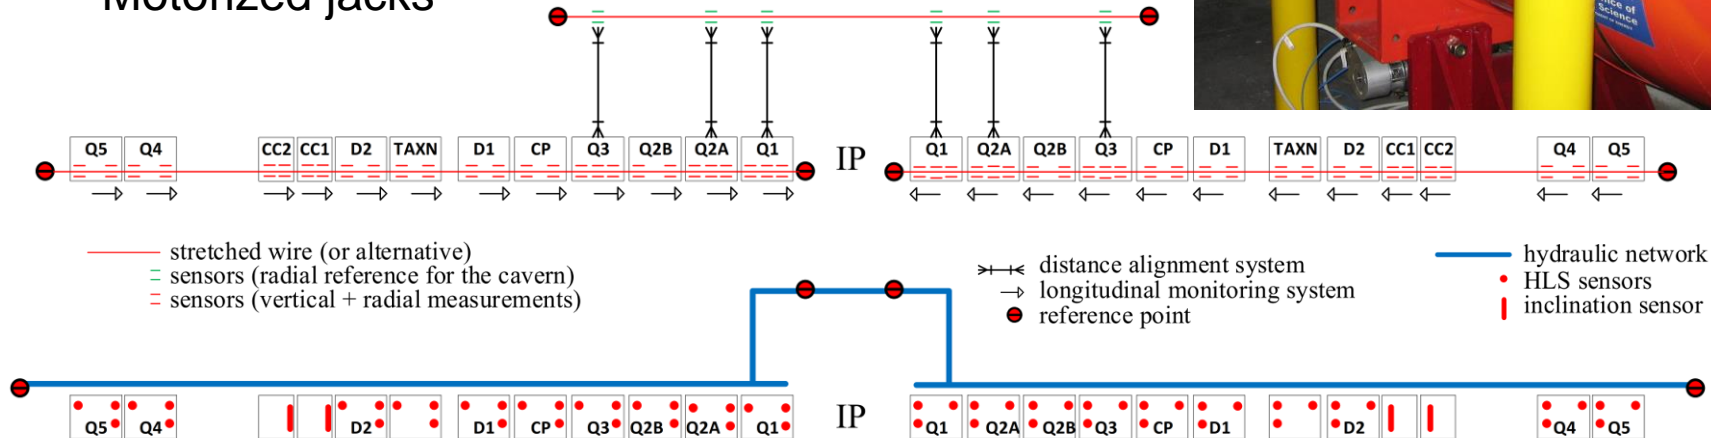 Motorized jacks
Science
Q5 Q4 CC2 CC1 D2 TAXN D1 CP Q3 Q2B Q2A Q1 IP Q1 Q2A Q2B Q3 CP D1 TAXN D2 CC1 CC2 Q4 Q5
stretched wire (or alternative)
sensors (radial reference for the cavern)
sensors (vertical + radial measurements)
distance alignment system
longitudinal monitoring system
reference point
hydraulic network
HLS sensors
inclination sensor
Q5 Q4 D2 D1 CP Q3 Q2B Q2A Q1 IP Q1 Q2A Q2B Q3 CP D1 D2 Q4 Q5